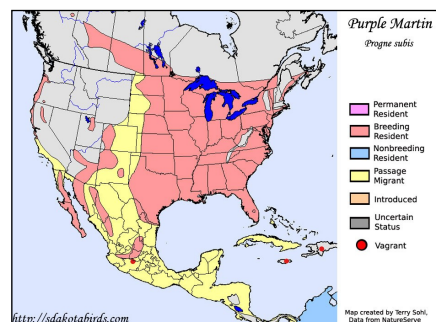 Purple Martin
Progne subis
Permanent
Resident
Breeding
Resident
Nonbreeding
Resident
Passage
Migrant
Introduced
Uncertain
Status
Vagrant
http://sdakotabirds.com
Map created by Terry Sohl,
Data from NatureServe